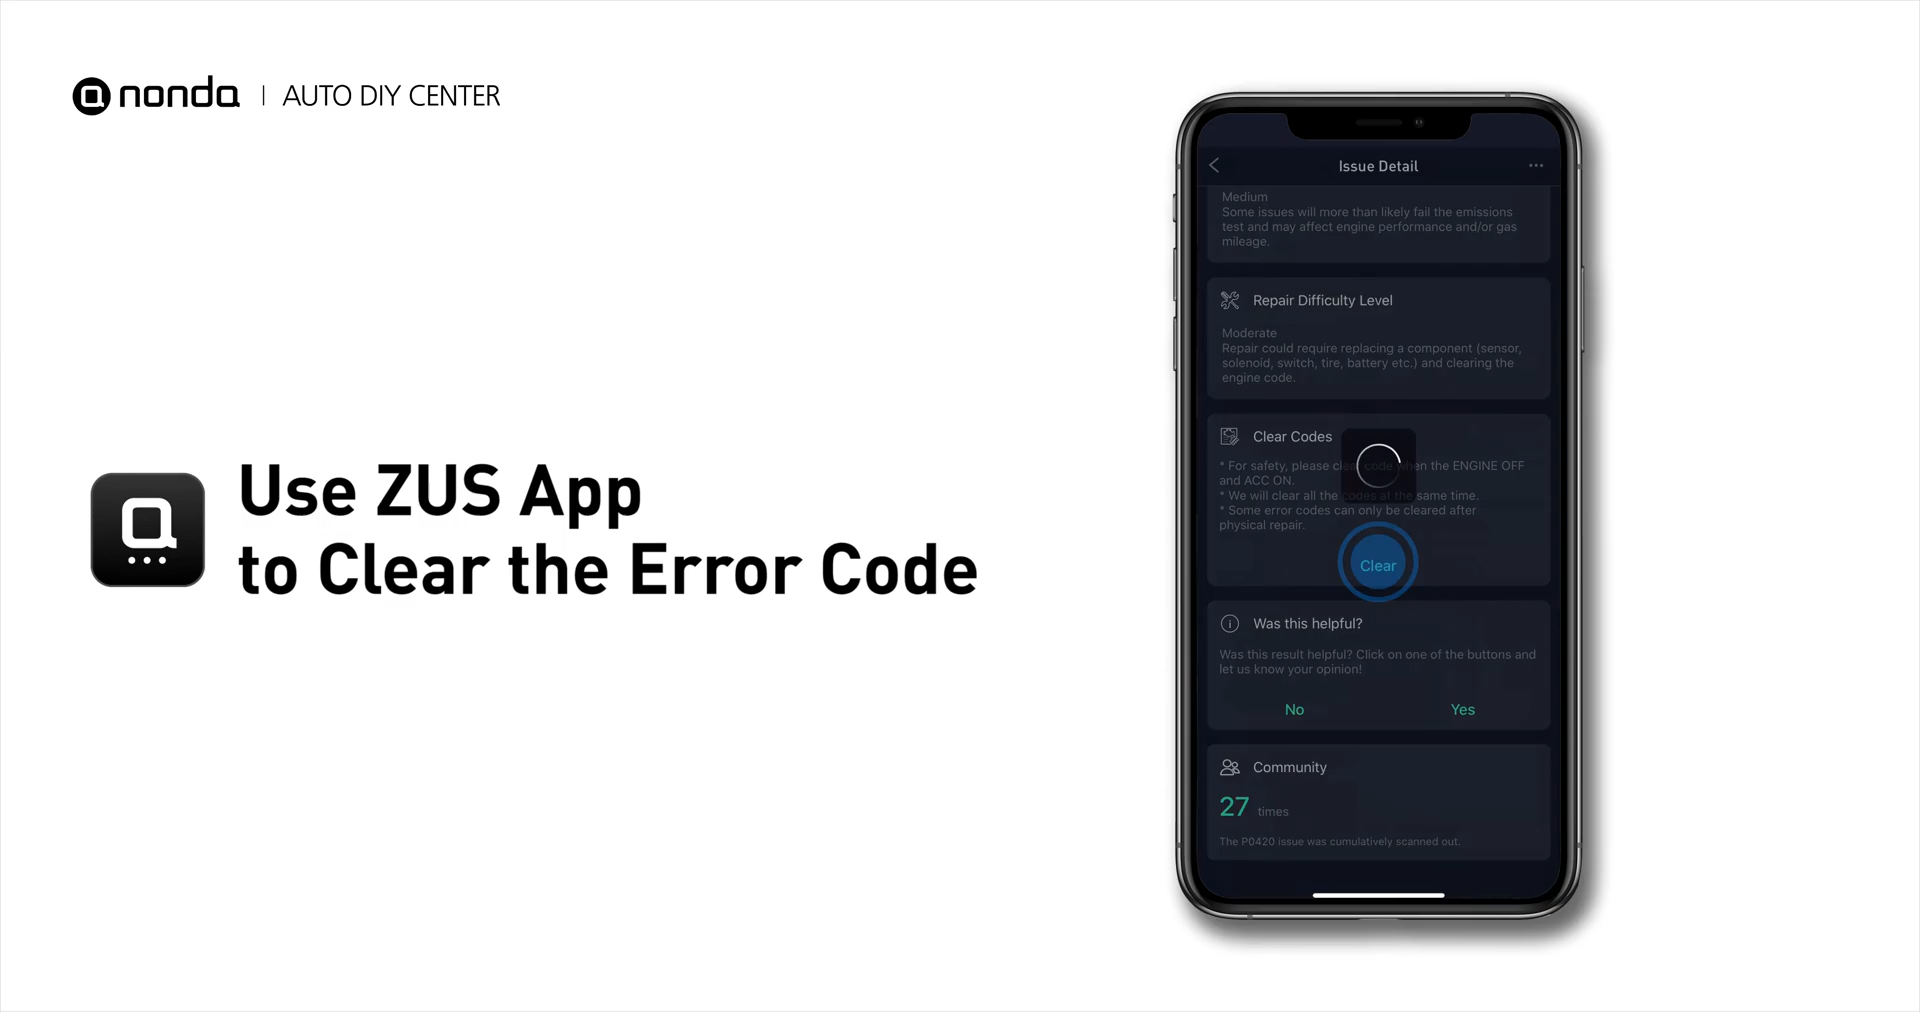 nonda | AUTO DIY CENTER
Use ZUS App
to Clear the Error Code
Issue Detail
Medium
Some issues will more than likely fail the emissions
test and may affect engine performance and/or gas
mileage.
Repair Difficulty Level
Moderate
Repair could require replacing a component (sensor,
solenoid, switch, tire, battery etc.) and clearing the
engine code.
Clear Codes
* For safety, please clear code when the ENGINE OFF
and ACC ON.
* We will clear all the codes at the same time.
* Some error codes can only be cleared after
physical repair.
Clear
Was this helpful?
Was this result helpful? Click on one of the buttons and
let us know your opinion!
No Yes
Community
27 times
The P0420 issue was cumulatively scanned out.